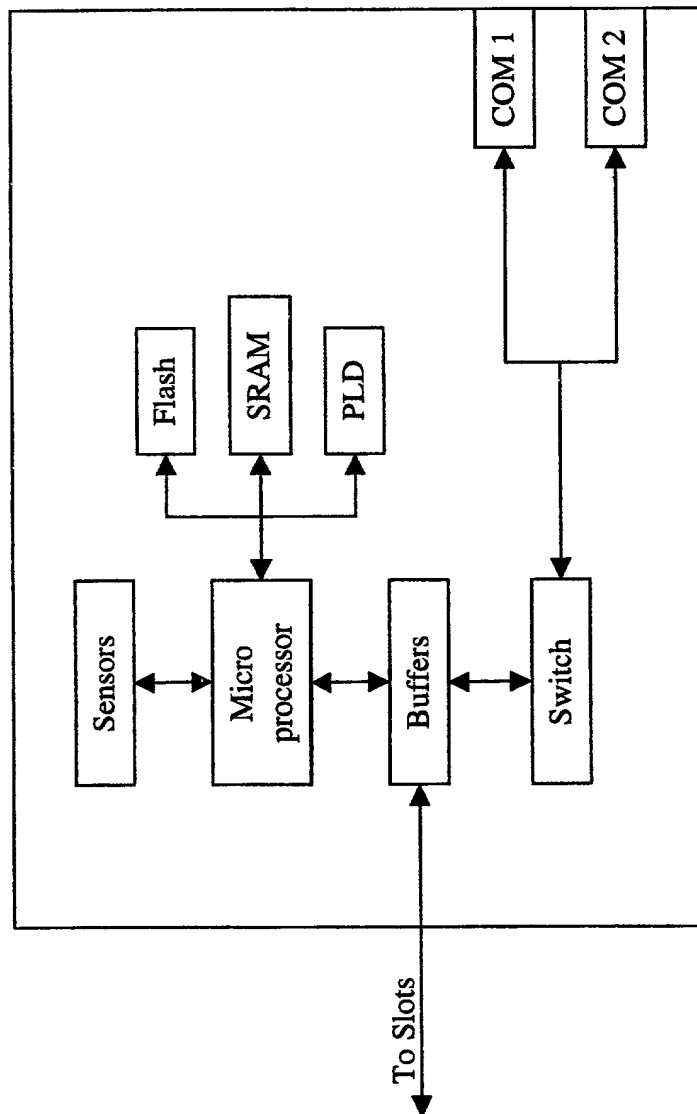 Sensors
Micro
processor
Buffers
Switch
Flash
SRAM
PLD
COM 1
COM 2
To Slots